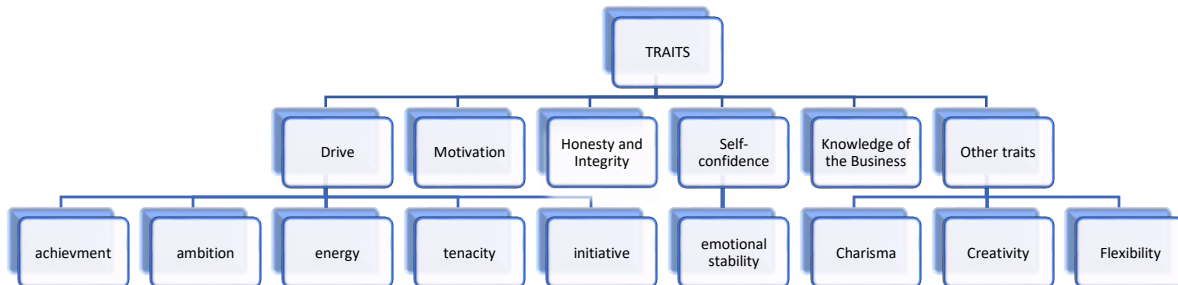 TRAITS
Drive
Motivation
Honesty and
Integrity
Self-
confidence
Knowledge of
the Business
Other traits
achievment
ambition
energy
tenacity
initiative
emotional
stability
Charisma
Creativity
Flexibility